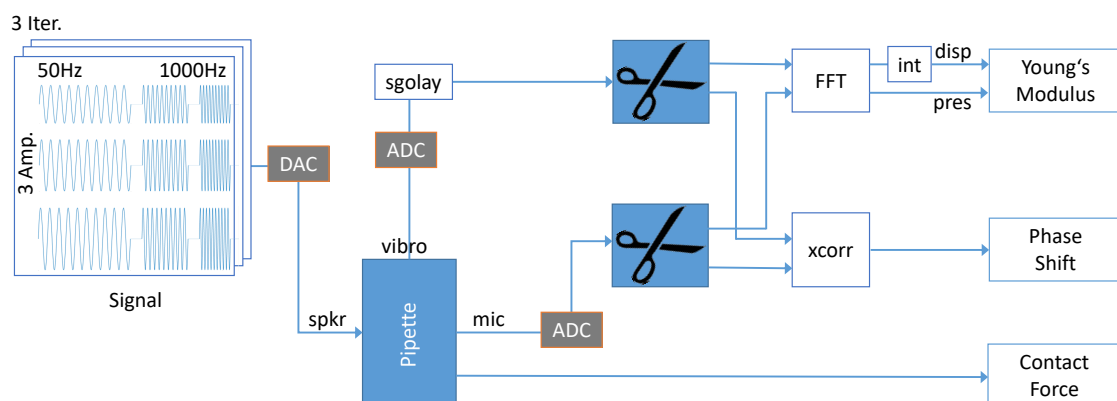 3 Iter.
50Hz 1000Hz
3 Amp.
Signal
DAC
spkr
sgolay
ADC
vibro
Pipette
mic
ADC
FFT
int
disp
pres
Young‘s
Modulus
xcorr
Phase
Shift
Contact
Force